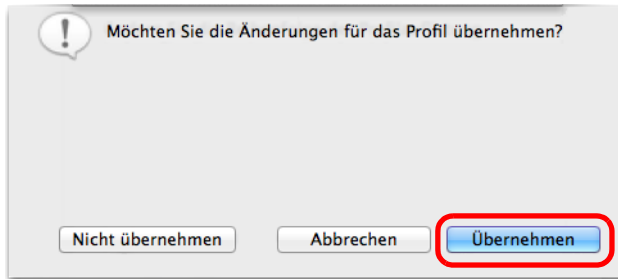 Möchten Sie die Änderungen für das Profil übernehmen?
Nicht übernehmen Abbrechen Übernehmen